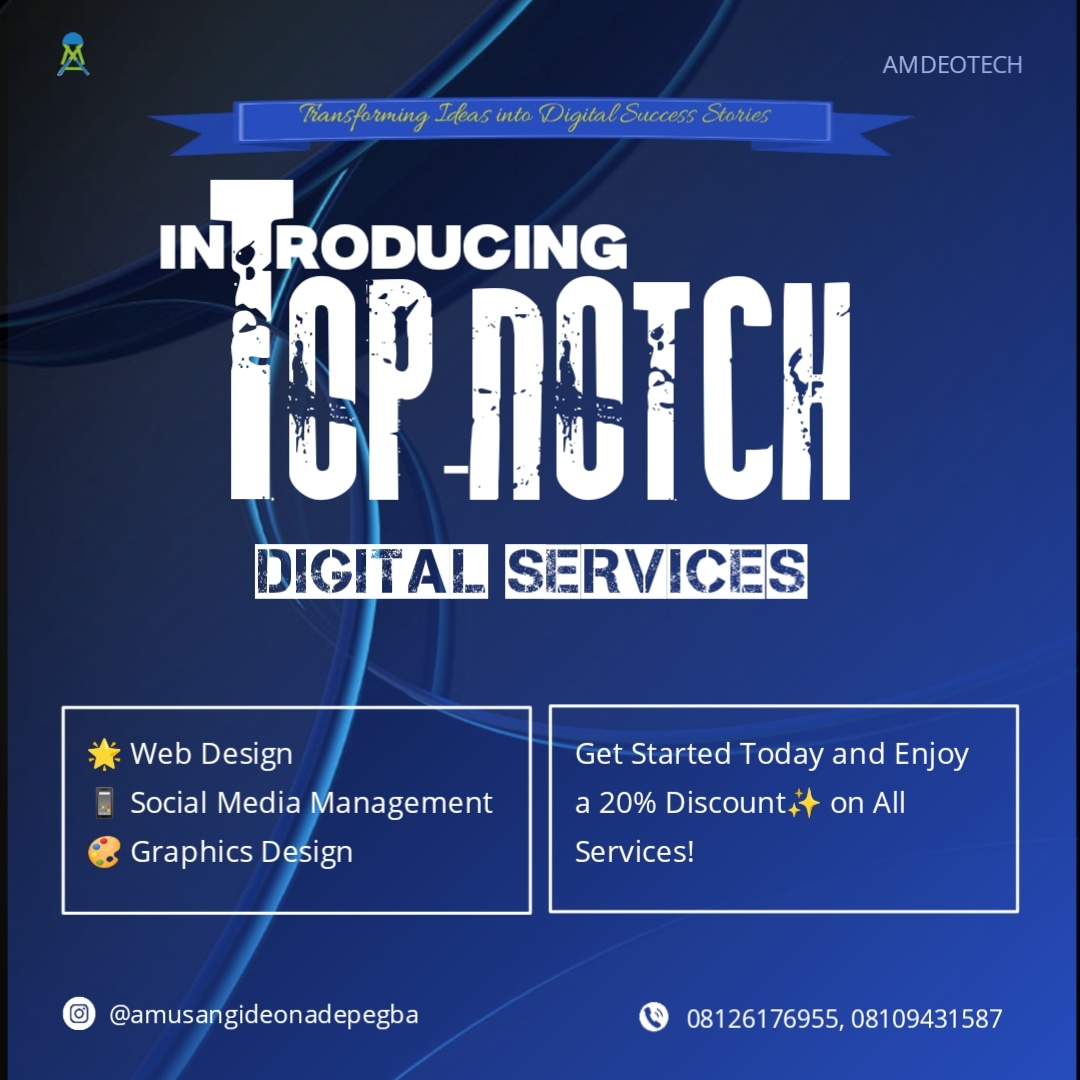 AMDEOTECH
Transforming Ideas into Digital Success Stories
INTRODUCING
TOP-NOTCH
DIGITAL SERVICES
🌟 Web Design
📱 Social Media Management
🎨 Graphics Design
Get Started Today and Enjoy
a 20% Discount✨ on All
Services!
@amusangideonadepegba
08126176955, 08109431587